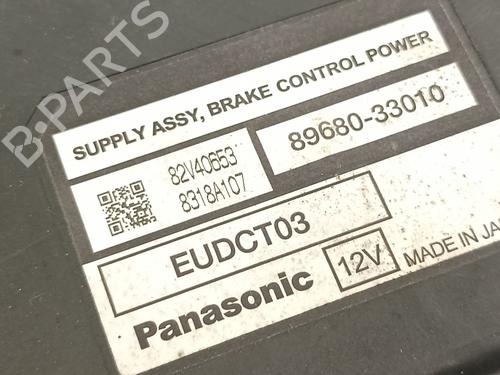 B-PARTS
SUPPLY ASSY, BRAKE CONTROL POWER
82V40653
8318A107
89680-33010
EUDCT03
Panasonic
12V
MADE IN JA